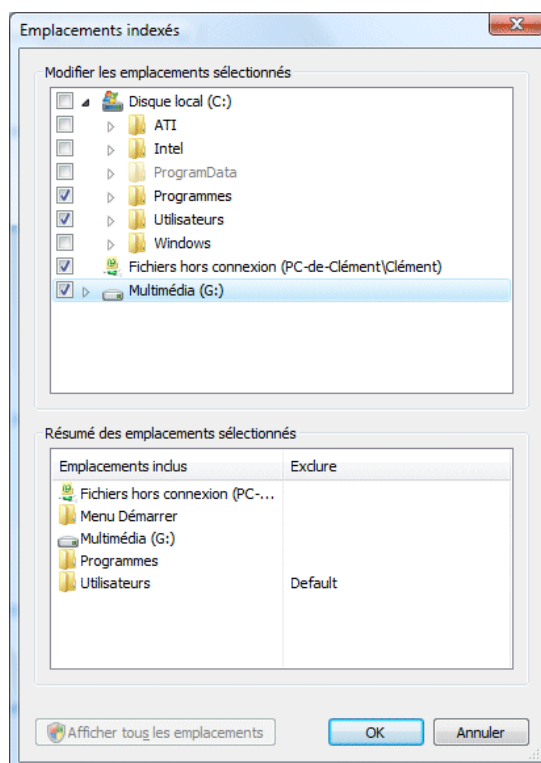 Emplacements indexés
Modifier les emplacements sélectionnés
Disque local (C:)
ATI
Intel
ProgramData
Programmes
Utilisateurs
Windows
Fichiers hors connexion (PC-de-Clément\Clément)
Multimédia (G:)
Résumé des emplacements sélectionnés
Emplacements inclus Exclure
Fichiers hors connexion (PC-...
Menu Démarrer
Multimédia (G:)
Programmes
Utilisateurs Default
Afficher tous les emplacements OK Annuler